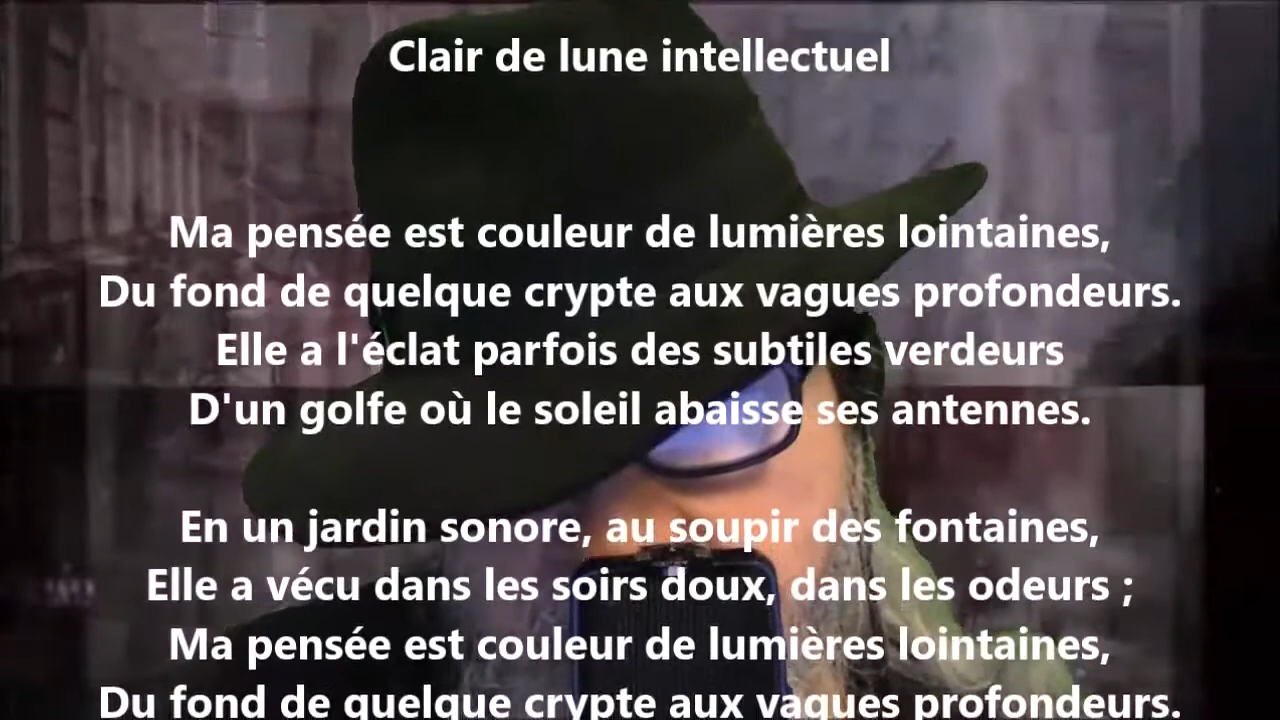 Clair de lune intellectuel
Ma pensée est couleur de lumières lointaines,
Du fond de quelque crypte aux vagues profondeurs.
Elle a l'éclat parfois des subtiles verdeurs
D'un golfe où le soleil abaisse ses antennes.
En un jardin sonore, au soupir des fontaines,
Elle a vécu dans les soirs doux, dans les odeurs ;
Ma pensée est couleur de lumières lointaines,
Du fond de quelque crypte aux vagues profondeurs.